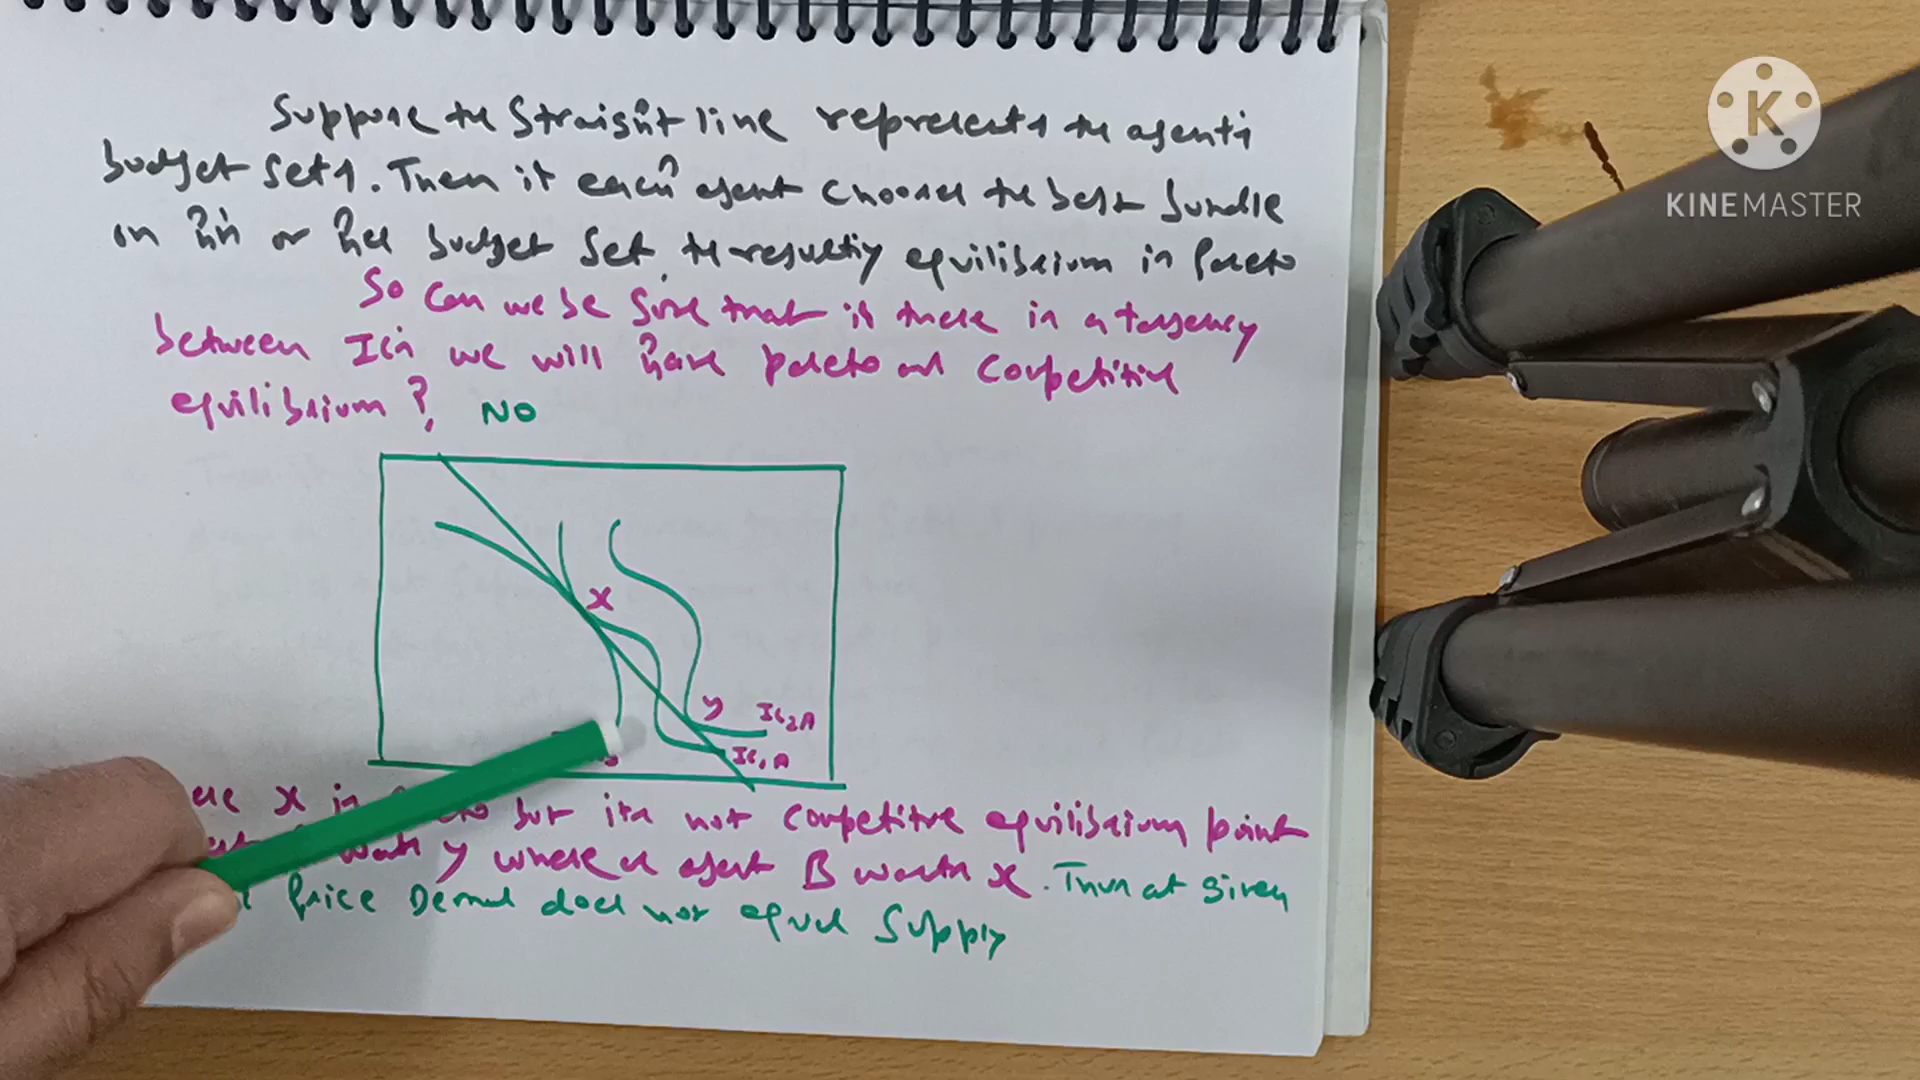 Suppose the straight line represents the agents
budget sets. Then if each agent chooses the best bundle
in his or her budget set, the resulting equilibrium is Pareto
So can we be sure that if there is a tangency
between ICs we will have pareto and competitive
equilibrium? NO
x
y IC2A
IC1A
x is but its not competitive equilibrium point
wants y where as agent B wants x. Thus at given
Price Demand does not equal Supply
KINEMASTER